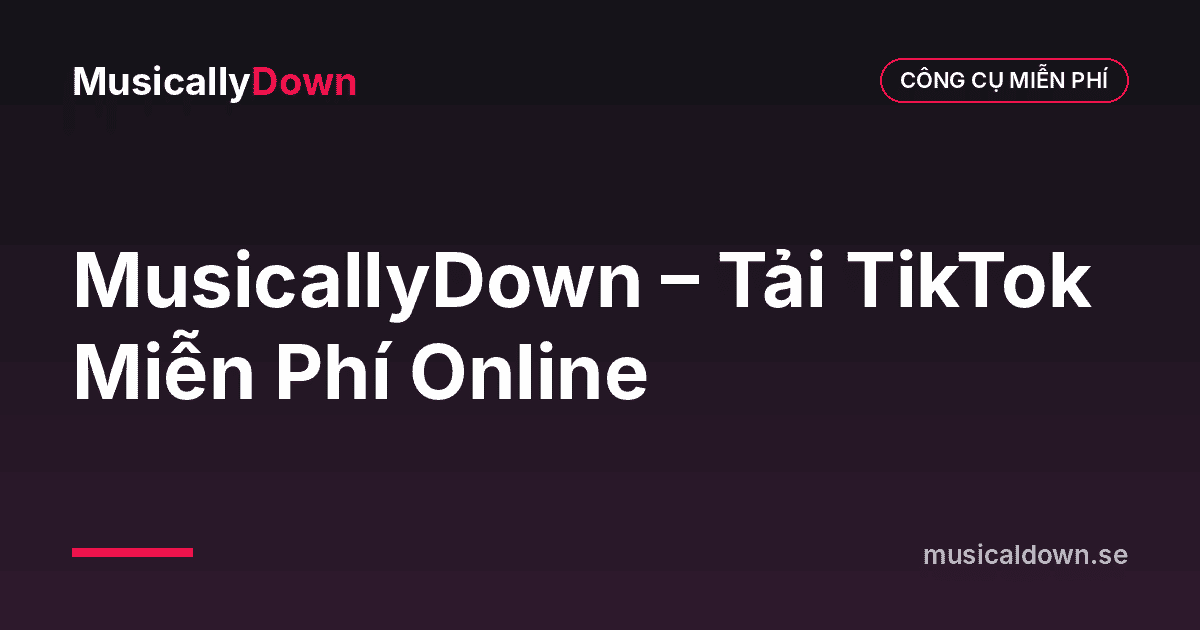 MusicallyDown
CÔNG CỤ MIỄN PHÍ
MusicallyDown – Tải TikTok
Miễn Phí Online
musicaldown.se